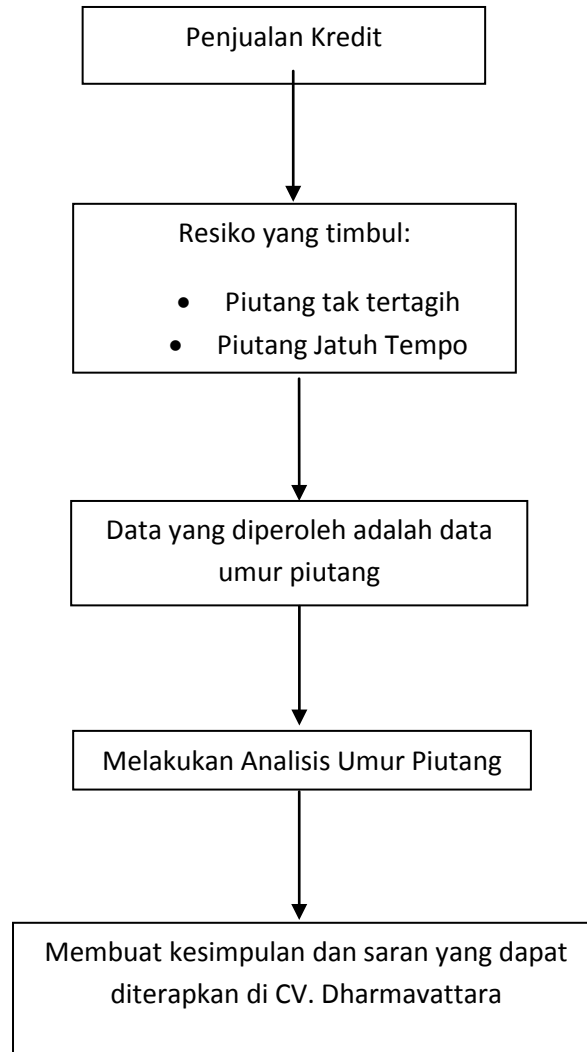 Penjualan Kredit
Resiko yang timbul:
• Piutang tak tertagih
• Piutang Jatuh Tempo
Data yang diperoleh adalah data
umur piutang
Melakukan Analisis Umur Piutang
Membuat kesimpulan dan saran yang dapat
diterapkan di CV. Dharmavattara